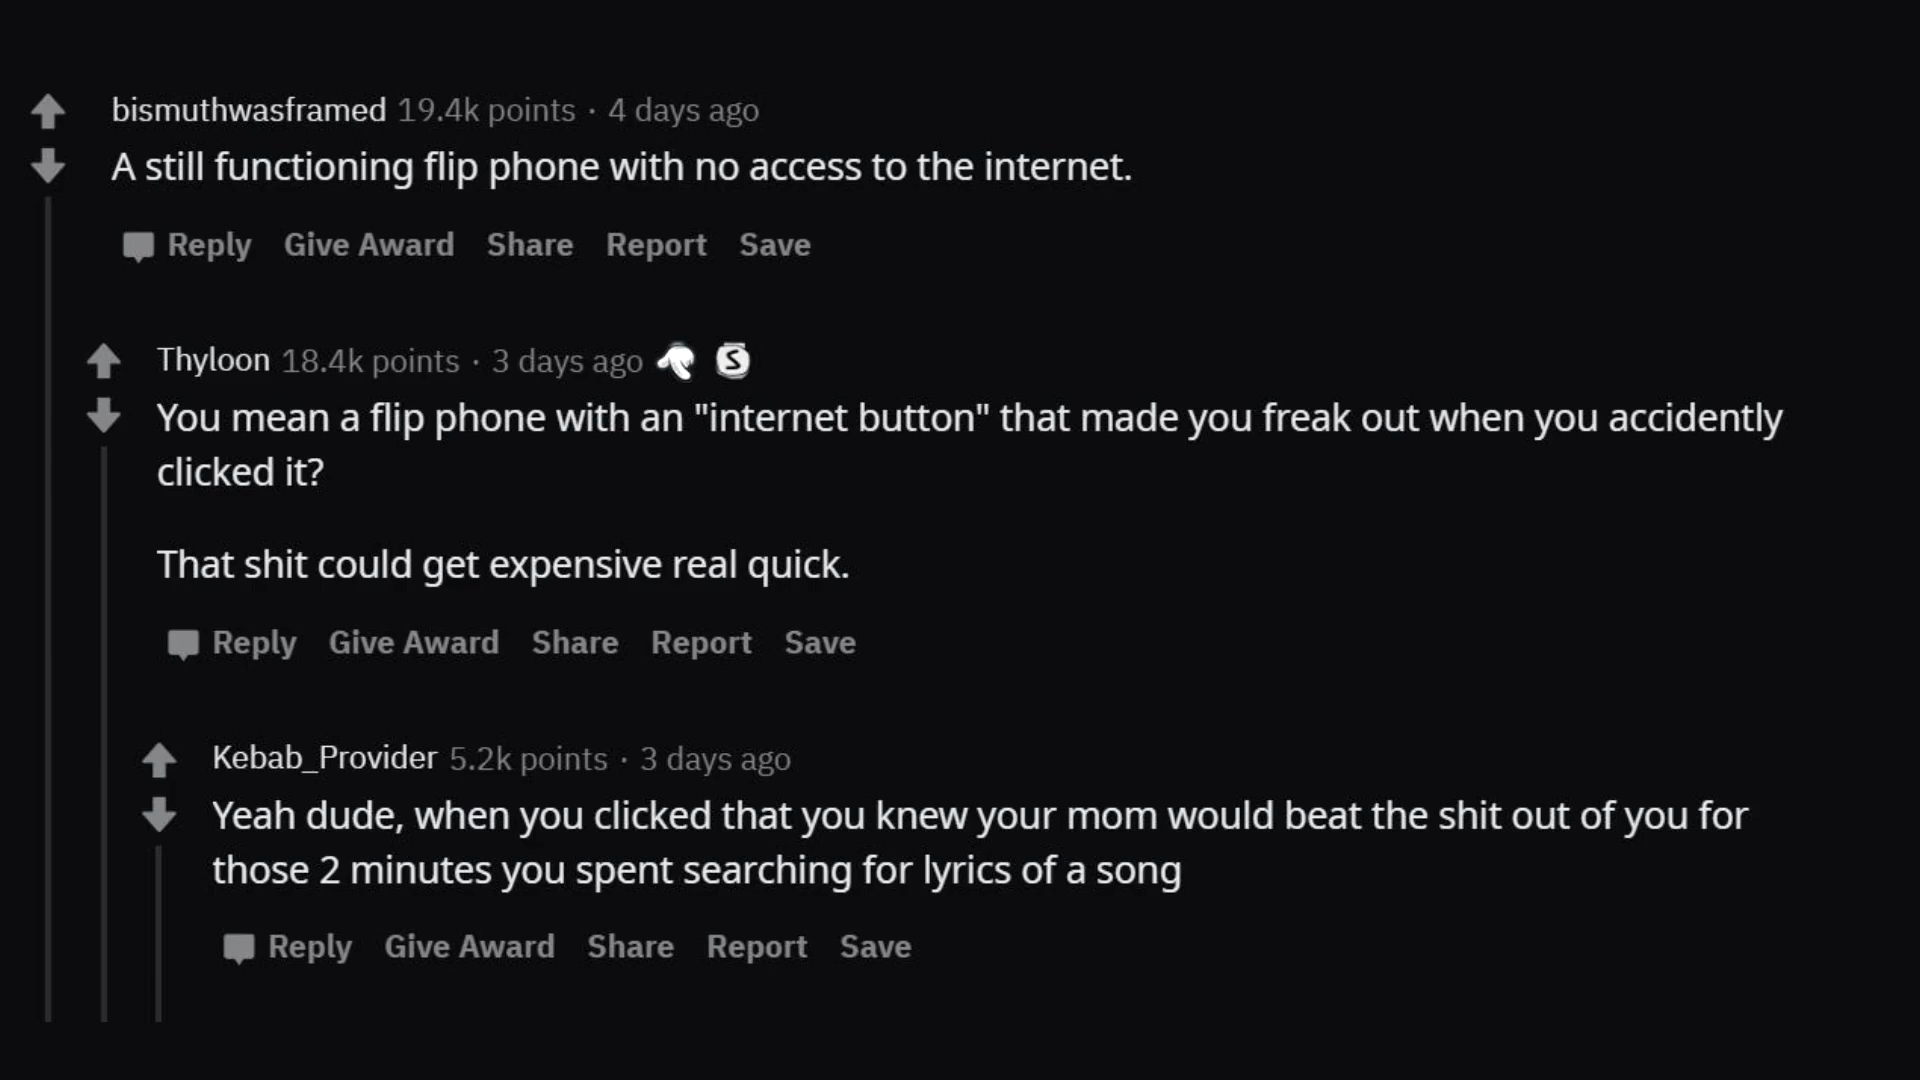 bismuthwasframed 19.4k points · 4 days ago
A still functioning flip phone with no access to the internet.
Reply Give Award Share Report Save
Thyloon 18.4k points · 3 days ago S
You mean a flip phone with an "internet button" that made you freak out when you accidently
clicked it?
That shit could get expensive real quick.
Reply Give Award Share Report Save
Kebab_Provider 5.2k points · 3 days ago
Yeah dude, when you clicked that you knew your mom would beat the shit out of you for
those 2 minutes you spent searching for lyrics of a song
Reply Give Award Share Report Save